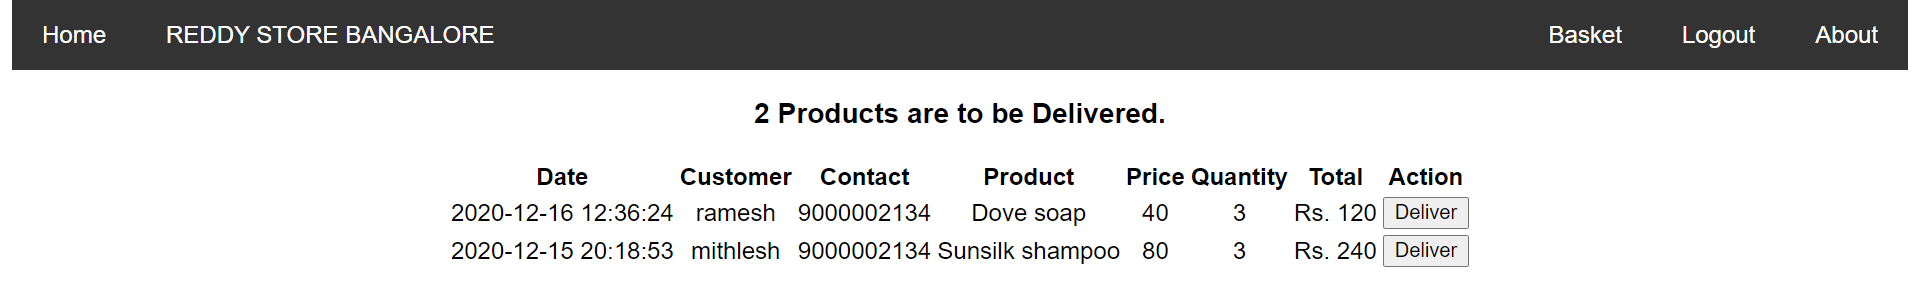 Home REDDY STORE BANGALORE Basket Logout About
2 Products are to be Delivered.
Date Customer Contact Product Price Quantity Total Action
2020-12-16 12:36:24 ramesh 9000002134 Dove soap 40 3 Rs. 120 Deliver
2020-12-15 20:18:53 mithlesh 9000002134 Sunsilk shampoo 80 3 Rs. 240 Deliver